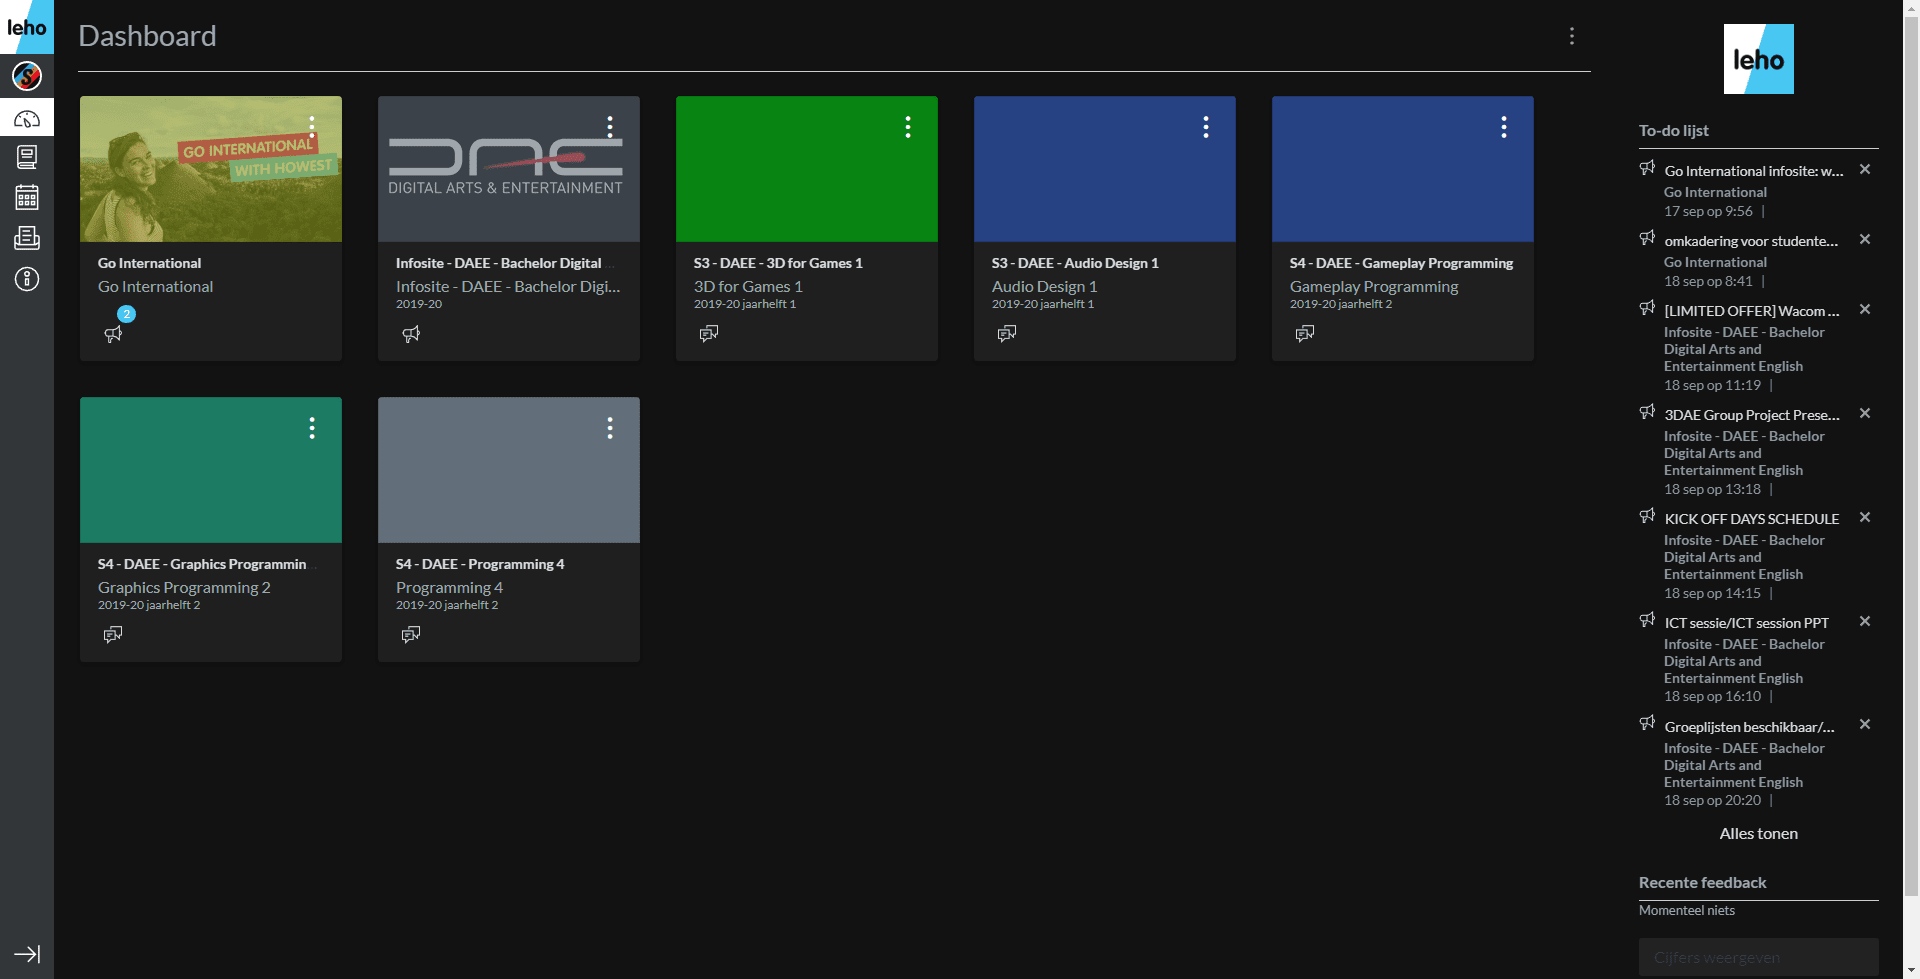 leho
Dashboard
leho
GO INTERNATIONAL
WITH HOWEST
Go International
Go International
2
DAE
DIGITAL ARTS & ENTERTAINMENT
Infosite - DAEE - Bachelor Digital ...
Infosite - DAEE - Bachelor Digi...
2019-20
S3 - DAEE - 3D for Games 1
3D for Games 1
2019-20 jaarhelft 1
S3 - DAEE - Audio Design 1
Audio Design 1
2019-20 jaarhelft 1
S4 - DAEE - Gameplay Programming
Gameplay Programming
2019-20 jaarhelft 2
S4 - DAEE - Graphics Programmin...
Graphics Programming 2
2019-20 jaarhelft 2
S4 - DAEE - Programming 4
Programming 4
2019-20 jaarhelft 2
To-do lijst
Go International infosite: w...
Go International
17 sep op 9:56 |
omkadering voor studente...
Go International
18 sep op 8:41 |
[LIMITED OFFER] Wacom ...
Infosite - DAEE - Bachelor
Digital Arts and
Entertainment English
18 sep op 11:19 |
3DAE Group Project Prese...
Infosite - DAEE - Bachelor
Digital Arts and
Entertainment English
18 sep op 13:18 |
KICK OFF DAYS SCHEDULE
Infosite - DAEE - Bachelor
Digital Arts and
Entertainment English
18 sep op 14:15 |
ICT sessie/ICT session PPT
Infosite - DAEE - Bachelor
Digital Arts and
Entertainment English
18 sep op 16:10 |
Groeplijsten beschikbaar/...
Infosite - DAEE - Bachelor
Digital Arts and
Entertainment English
18 sep op 20:20 |
Alles tonen
Recente feedback
Momenteel niets
Cijfers weergeven